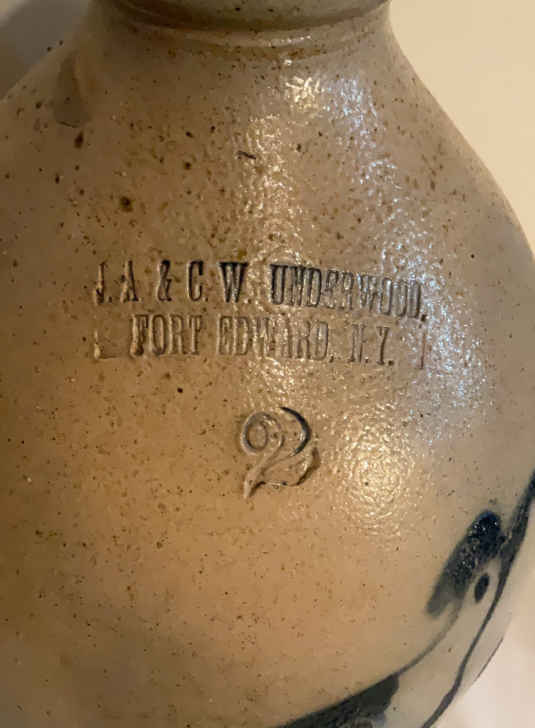 J. A & C. W. UNDERWOOD.
FORT EDWARD, N. Y.
2